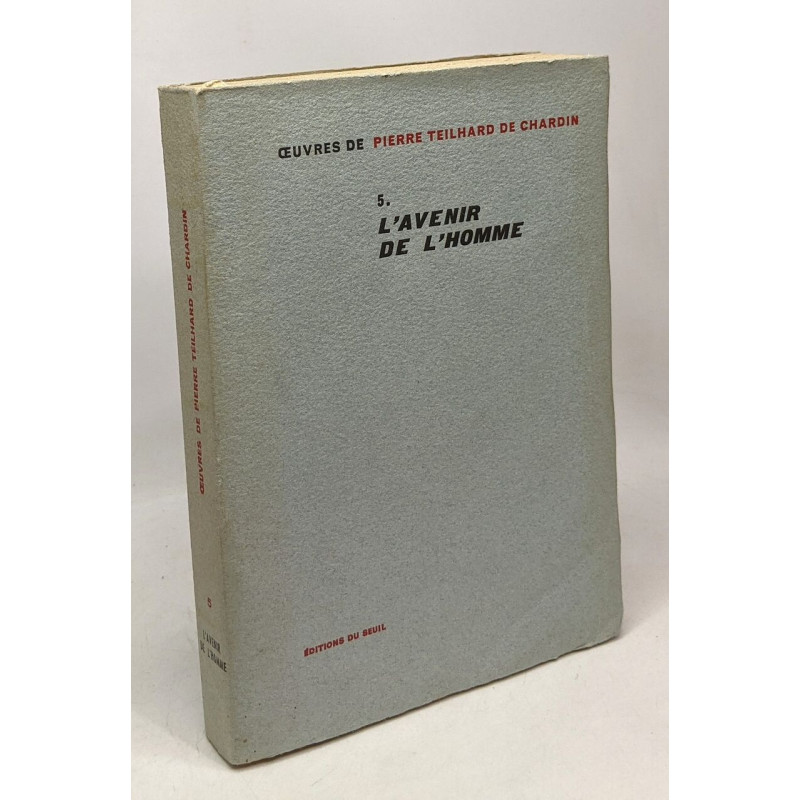 ŒUVRES DE PIERRE TEILHARD DE CHARDIN
5.
L'AVENIR
DE L'HOMME
ÉDITIONS DU SEUIL
ŒUVRES DE PIERRE TEILHARD DE CHARDIN
5
L'AVENIR
DE L'HOMME